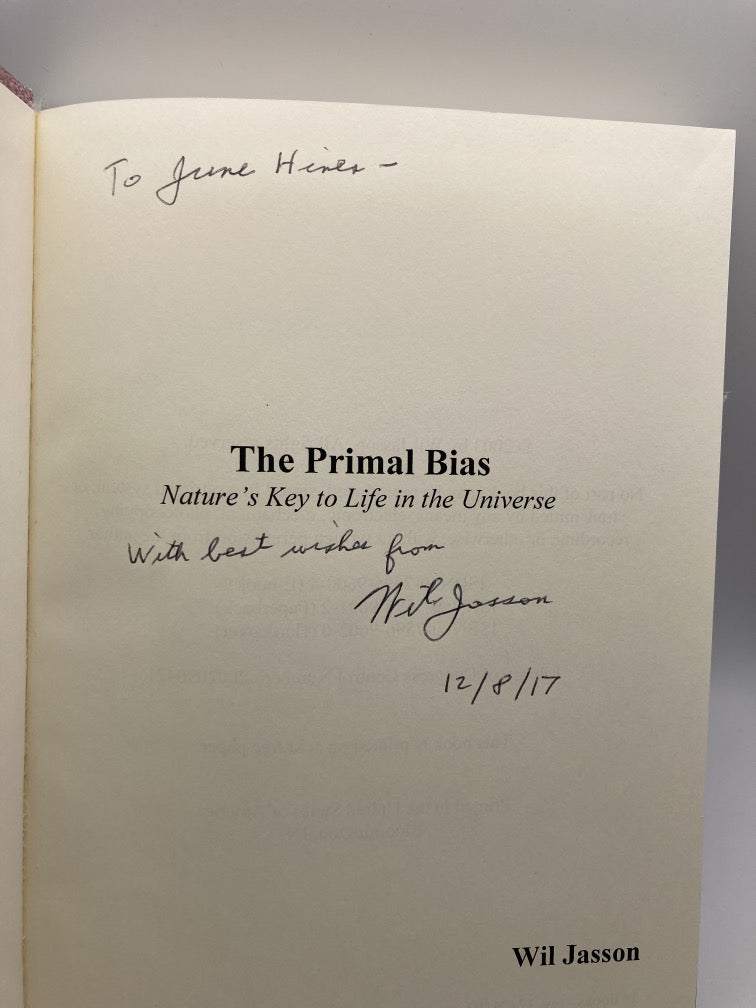 To June Hines –
The Primal Bias
Nature's Key to Life in the Universe
With best wishes from
Wil Jasson
12/8/17
Wil Jasson